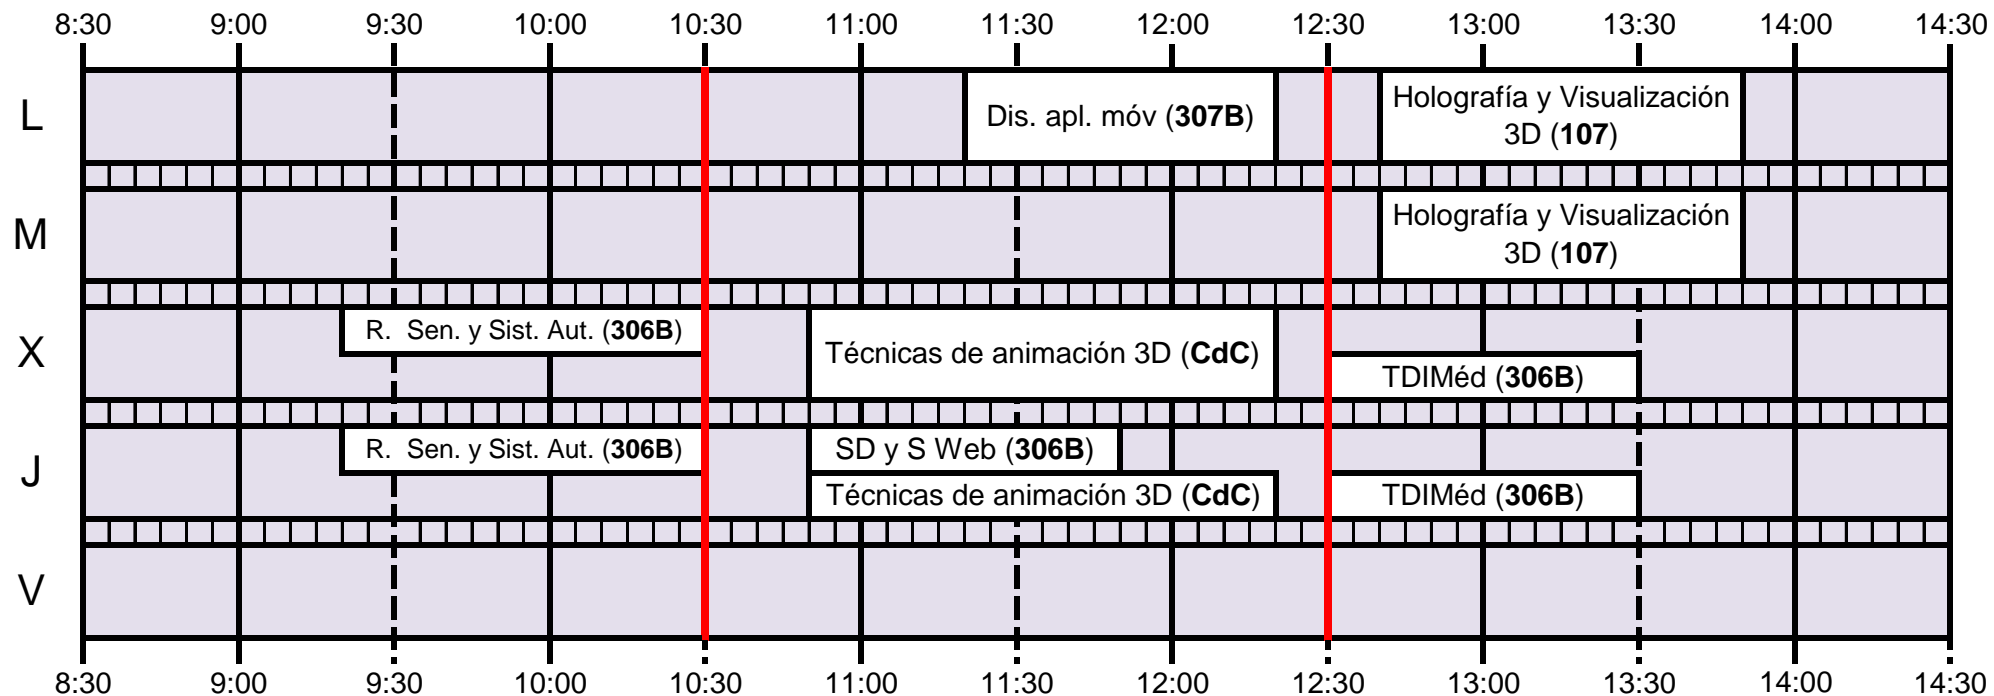 8:30 9:00 9:30 10:00 10:30 11:00 11:30 12:00 12:30 13:00 13:30 14:00 14:30
L
Dis. apl. móv (307B)
Holografía y Visualización
3D (107)
M
Holografía y Visualización
3D (107)
X
R. Sen. y Sist. Aut. (306B)
Técnicas de animación 3D (CdC)
TDIMéd (306B)
J
R. Sen. y Sist. Aut. (306B)
SD y S Web (306B)
Técnicas de animación 3D (CdC)
TDIMéd (306B)
V
8:30 9:00 9:30 10:00 10:30 11:00 11:30 12:00 12:30 13:00 13:30 14:00 14:30